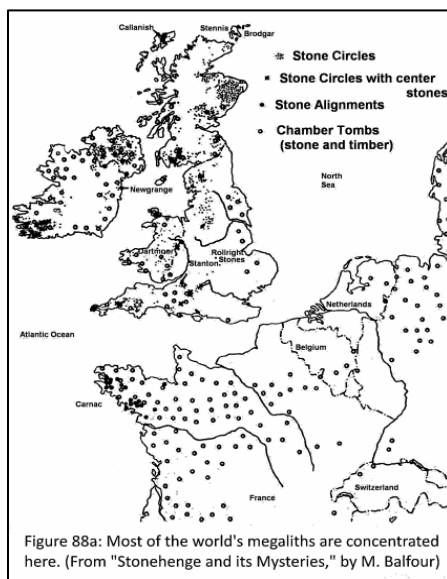 Callanish
Stennis
Brodgar
Stone Circles
Stone Circles with center
stones
Stone Alignments
Chamber Tombs
(stone and timber)
North
Sea
Newgrange
Dartmoor
Rollright
Stones
Stanton
Netherlands
Atlantic Ocean
Belgium
Carnac
Switzerland
France
Figure 88a: Most of the world's megaliths are concentrated
here. (From "Stonehenge and its Mysteries," by M. Balfour)